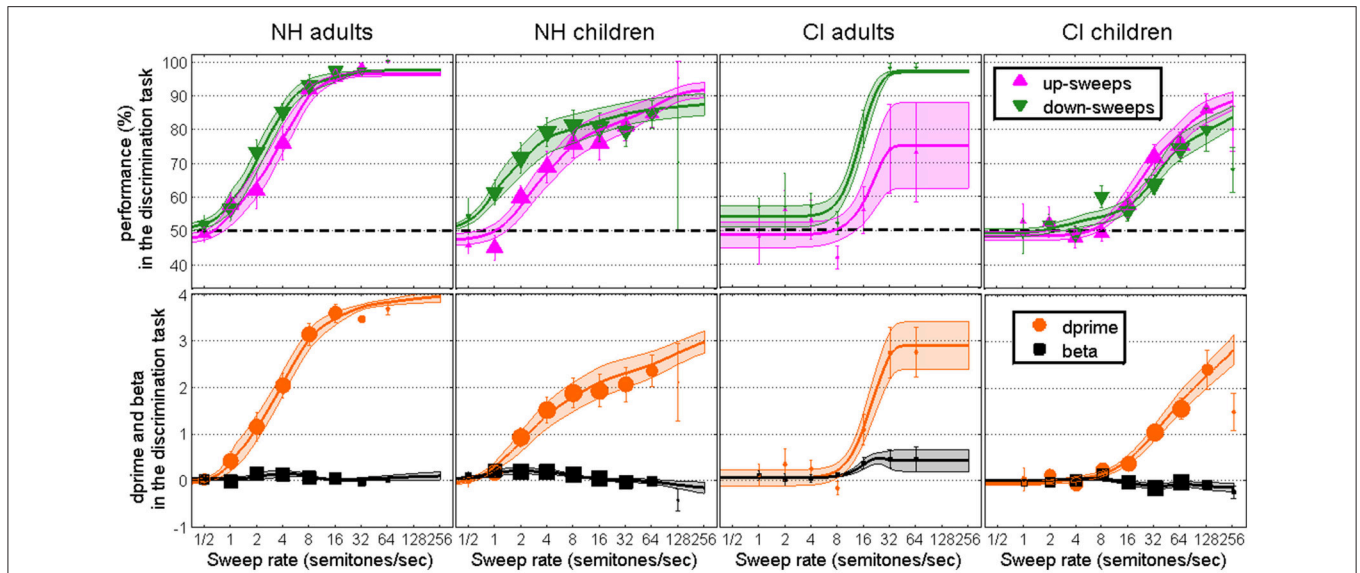 NH adults
NH children
CI adults
CI children
performance (%)
in the discrimination task
100
90
80
70
60
50
40
up-sweeps
down-sweeps
dprime and beta
in the discrimination task
4
3
2
1
0
-1
dprime
beta
1/2 1 2 4 8 16 32 64 128256
1/2 1 2 4 8 16 32 64 128256
1/2 1 2 4 8 16 32 64 128256
1/2 1 2 4 8 16 32 64 128 256
Sweep rate (semitones/sec)
Sweep rate (semitones/sec)
Sweep rate (semitones/sec)
Sweep rate (semitones/sec)